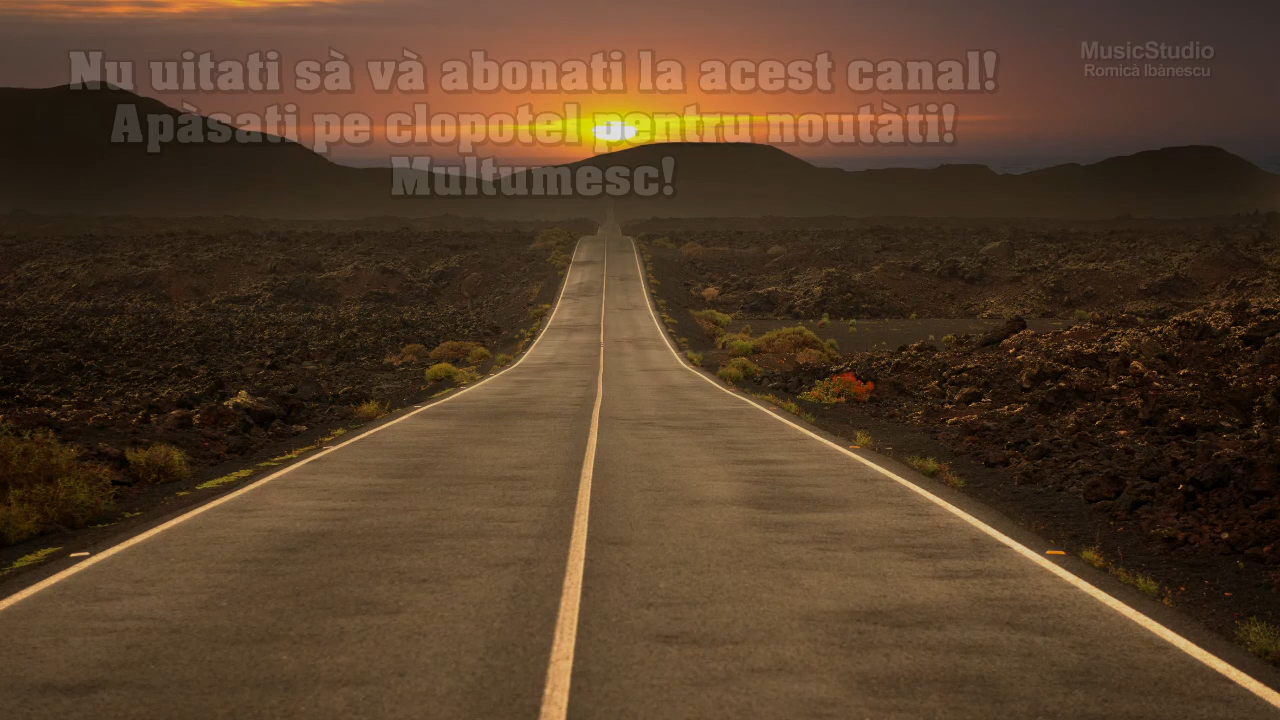 Nu uitati sà và abonati la acest canal!
Apàsati pe clopotel pentru noutàti!
Multumesc!
MusicStudio
Romicà Ibànescu